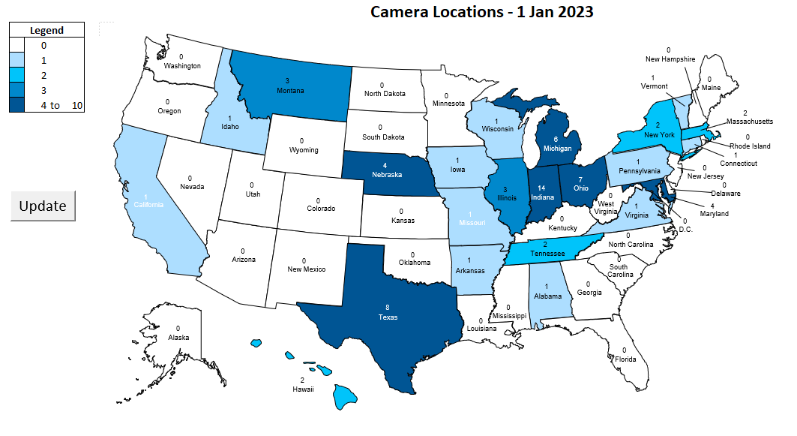 Camera Locations - 1 Jan 2023
Legend
0
1
2
3
4 to 10
Update
0
Washington
0
Oregon
1
California
1
Idaho
0
Nevada
3
Montana
0
Wyoming
0
Utah
0
Arizona
0
Colorado
0
New Mexico
0
North Dakota
0
South Dakota
4
Nebraska
0
Kansas
0
Oklahoma
8
Texas
0
Minnesota
1
Iowa
1
Missouri
1
Arkansas
0
Louisiana
1
Wisconsin
3
Illinois
6
Michigan
14
Indiana
7
Ohio
0
Kentucky
2
Tennessee
0
Mississippi
1
Alabama
0
Georgia
0
Florida
0
South
Carolina
0
North Carolina
1
Virginia
0
West
Virginia
1
Pennsylvania
2
New York
1
Vermont
0
New Hampshire
0
Maine
2
Massachusetts
0
Rhode Island
1
Connecticut
0
New Jersey
0
Delaware
4
Maryland
0
D.C.
0
Alaska
2
Hawaii